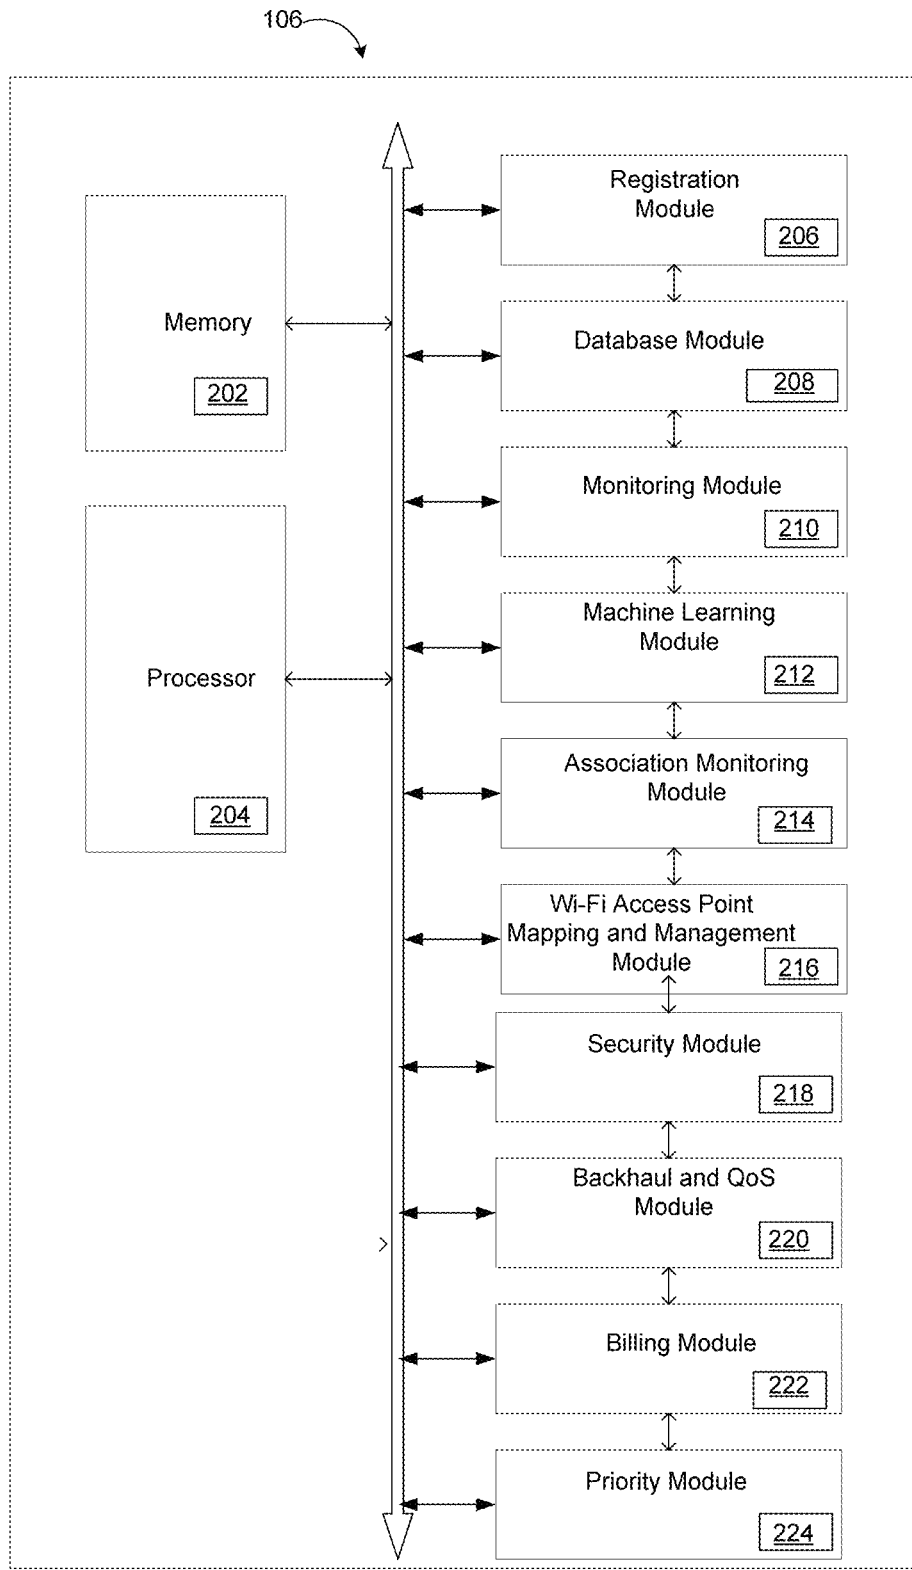 106
Memory
202
Processor
204
Registration
Module
206
Database Module
208
Monitoring Module
210
Machine Learning
Module
212
Association Monitoring
Module
214
Wi-Fi Access Point
Mapping and Management
Module
216
Security Module
218
Backhaul and QoS
Module
220
Billing Module
222
Priority Module
224